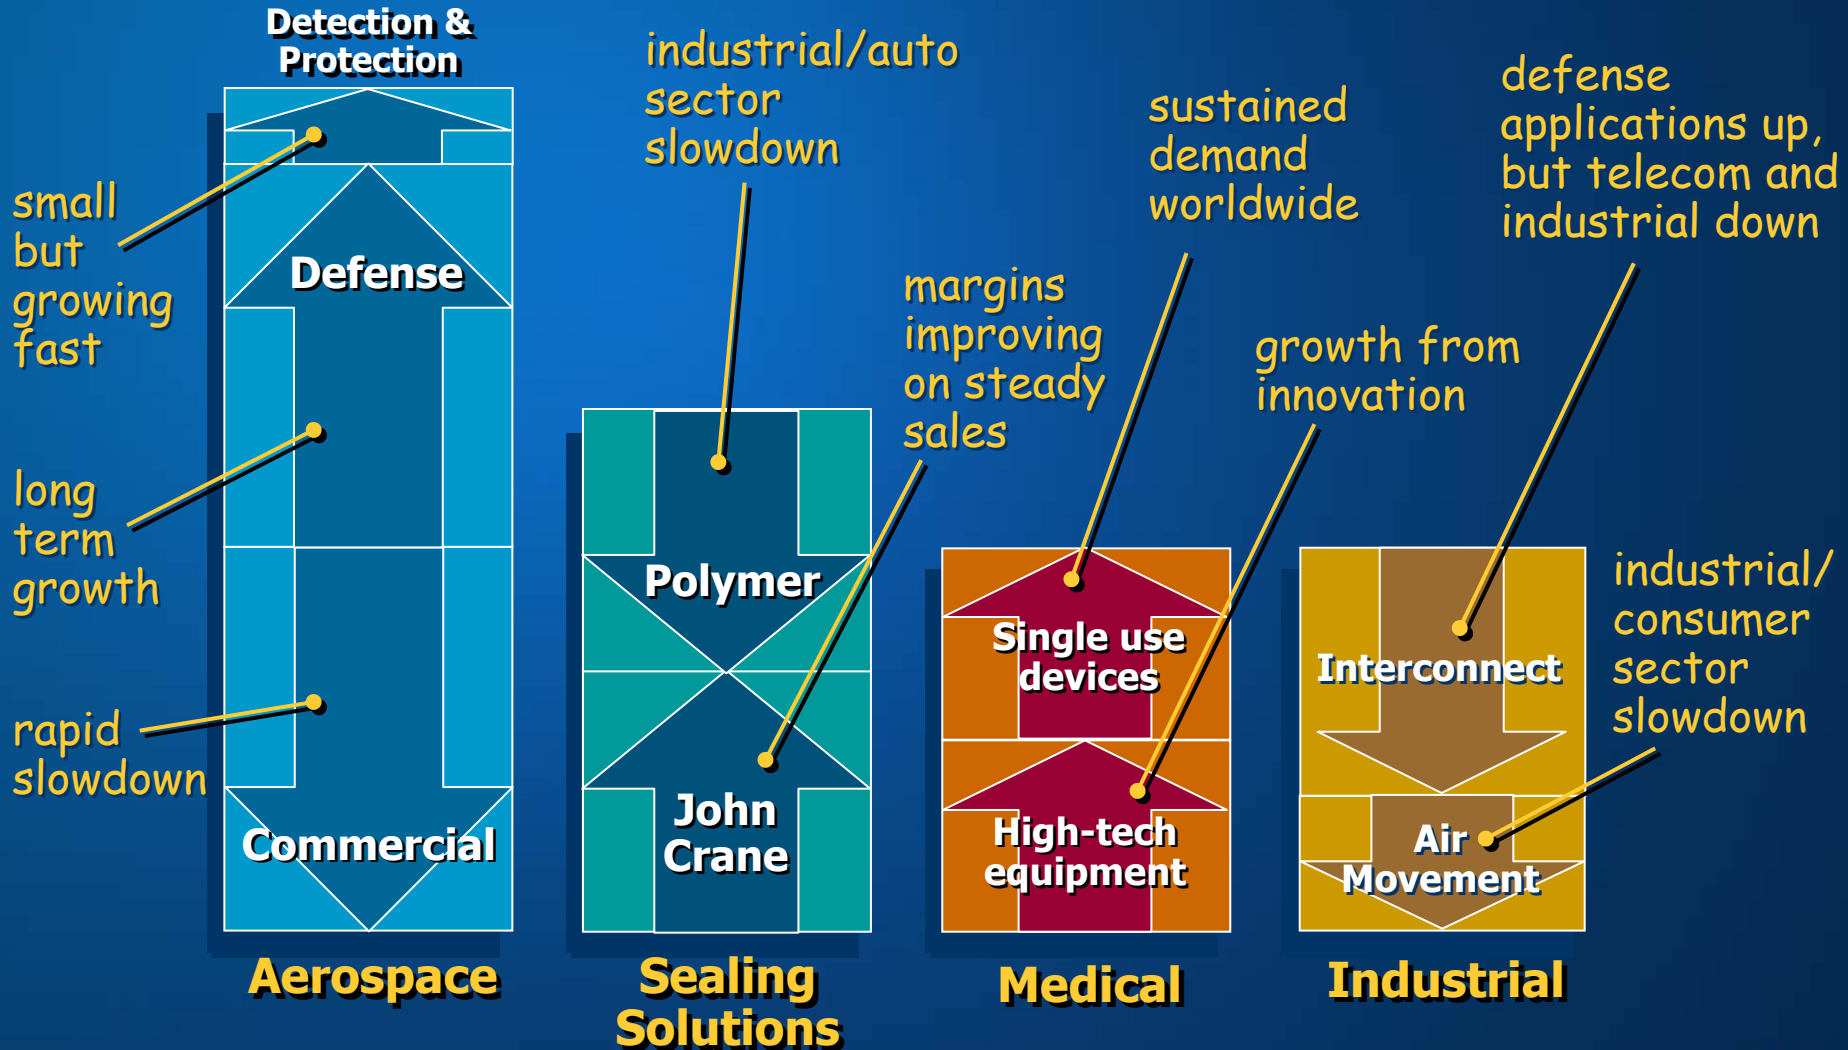 Detection &
Protection
small
but
growing
fast
Defense
long
term
growth
rapid
slowdown
Commercial
Aerospace
industrial/auto
sector
slowdown
margins
improving
on steady
sales
Polymer
John
Crane
Sealing
Solutions
sustained
demand
worldwide
growth from
innovation
Single use
devices
High-tech
equipment
Medical
defense
applications up,
but telecom and
industrial down
industrial/
consumer
sector
slowdown
Interconnect
Air
Movement
Industrial